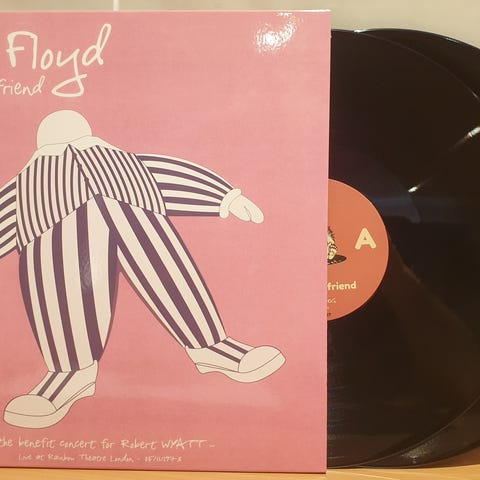 Floyd
friend
the benefit concert for Robert WYATT -
Live at Rainbow Theatre London -
A
friend